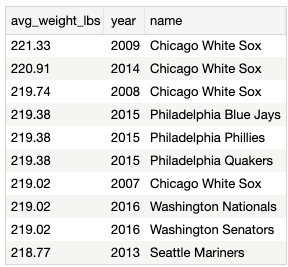 avg_weight_lbs year name
221.33 2009 Chicago White Sox
220.91 2014 Chicago White Sox
219.74 2008 Chicago White Sox
219.38 2015 Philadelphia Blue Jays
219.38 2015 Philadelphia Phillies
219.38 2015 Philadelphia Quakers
219.02 2007 Chicago White Sox
219.02 2016 Washington Nationals
219.02 2016 Washington Senators
218.77 2013 Seattle Mariners